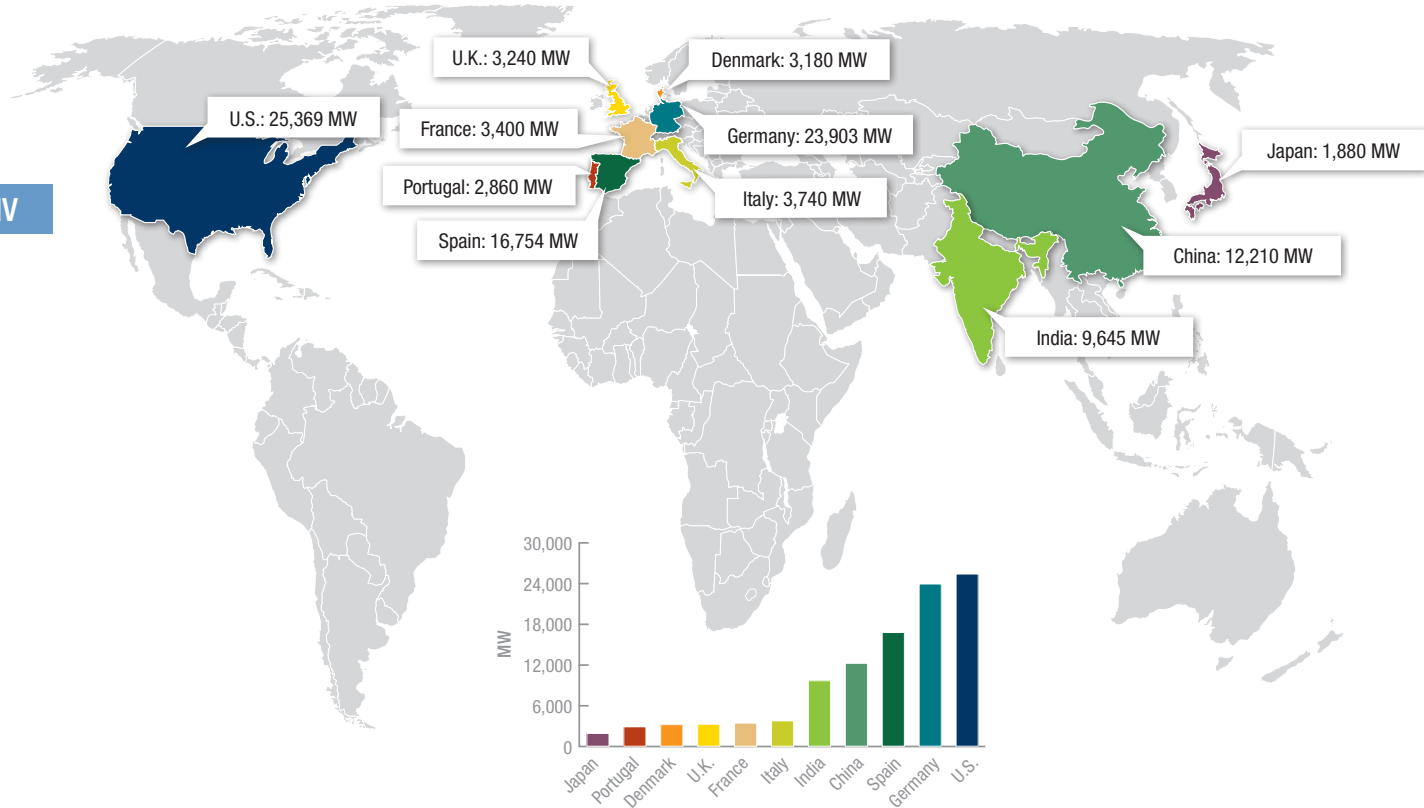 U.K.: 3,240 MW
Denmark: 3,180 MW
U.S.: 25,369 MW
France: 3,400 MW
Germany: 23,903 MW
Japan: 1,880 MW
Portugal: 2,860 MW
Italy: 3,740 MW
IV
Spain: 16,754 MW
China: 12,210 MW
India: 9,645 MW
30,000
24,000
18,000
12,000
6,000
0
MW
Japan
Portugal
Denmark
U.K.
France
Italy
India
China
Spain
Germany
U.S.